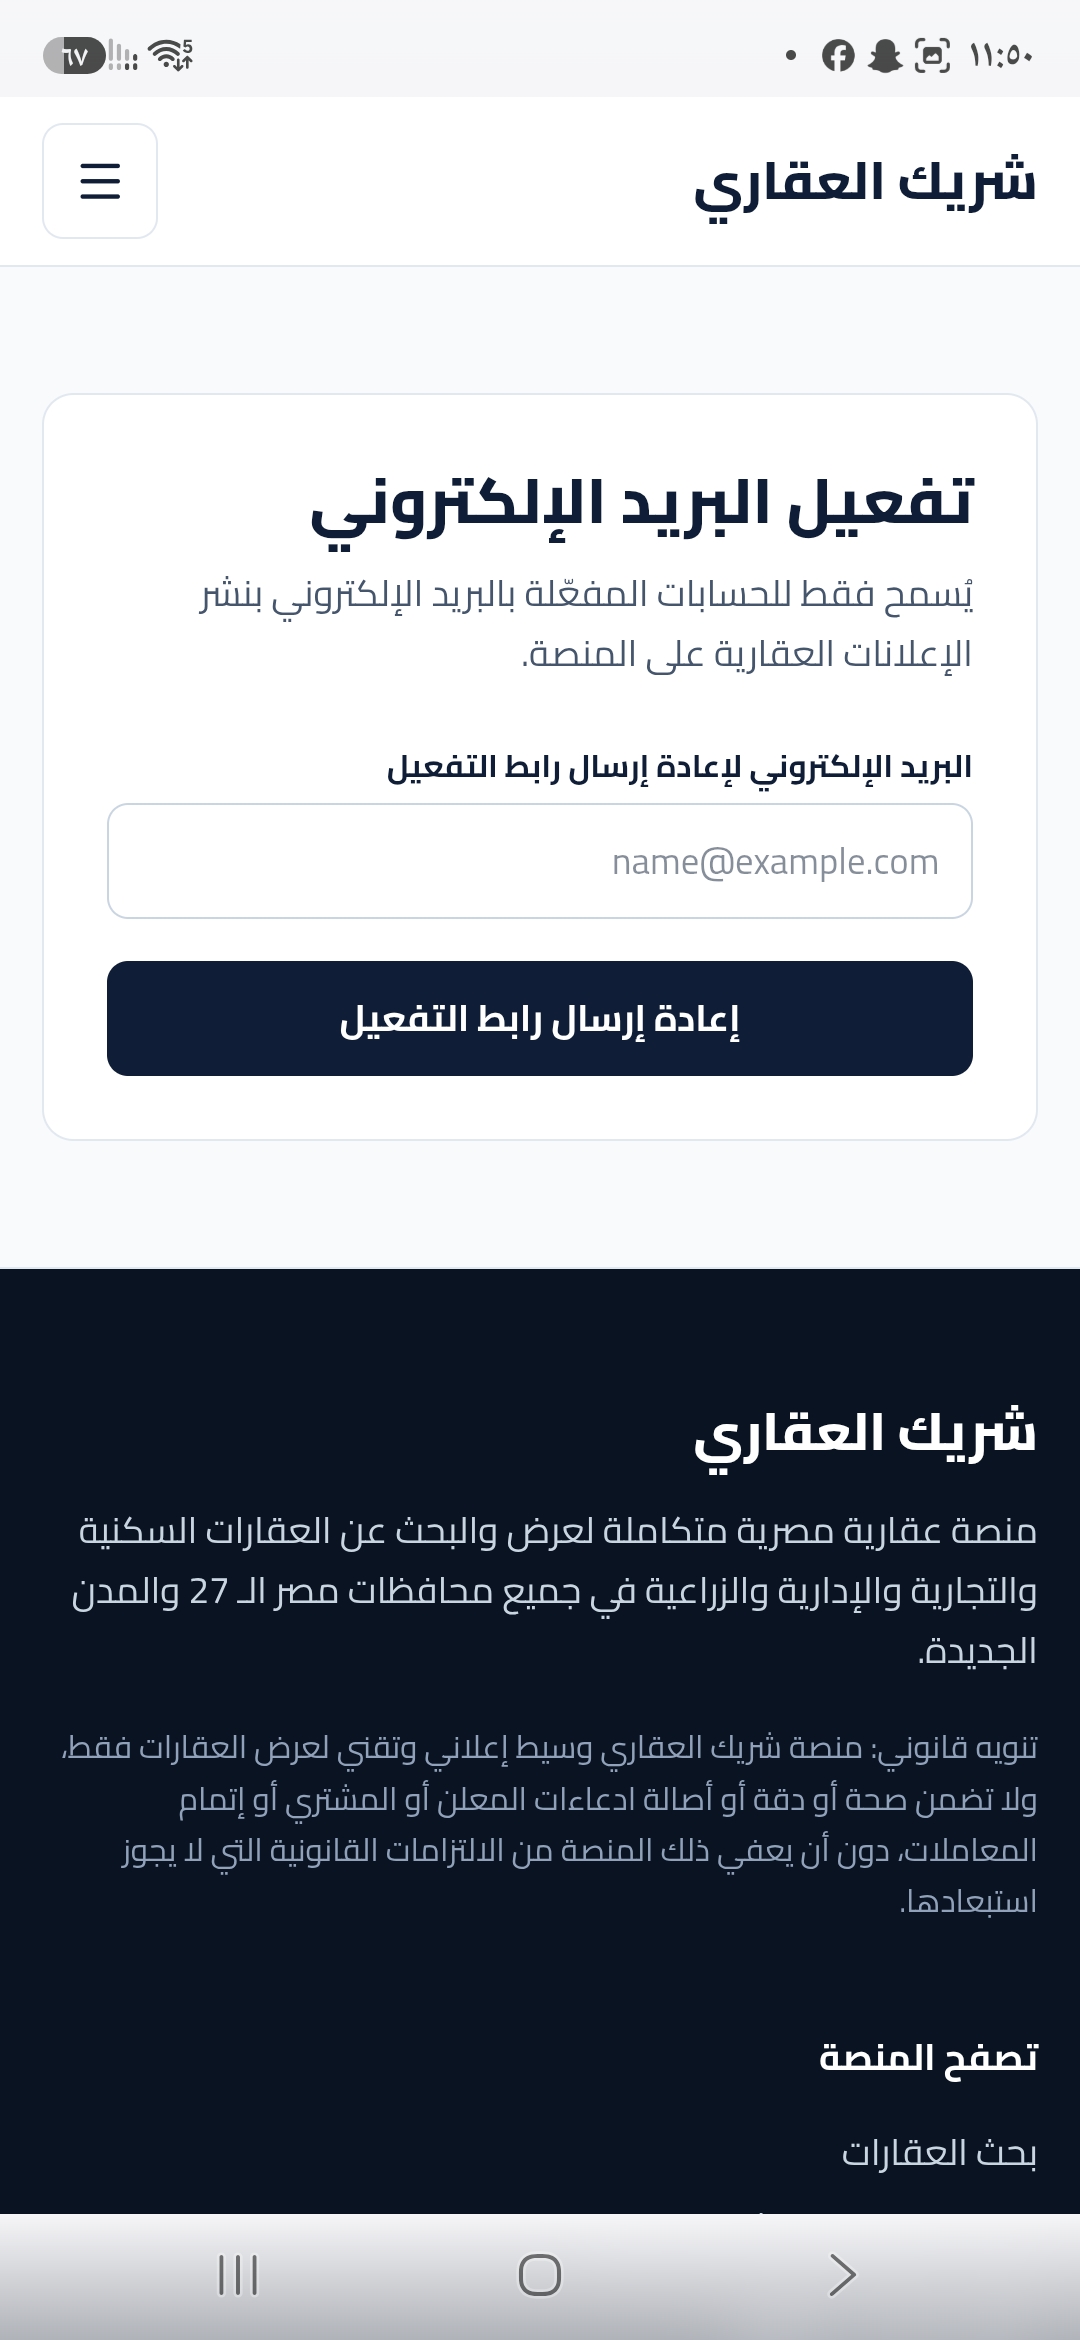 ١١:٥٠
5
٦٧
شريك العقاري
تفعيل البريد الإلكتروني
يُسمح فقط للحسابات المفعّلة بالبريد الإلكتروني بنشر
الإعلانات العقارية على المنصة.
البريد الإلكتروني لإعادة إرسال رابط التفعيل
name@example.com
إعادة إرسال رابط التفعيل
شريك العقاري
منصة عقارية مصرية متكاملة لعرض والبحث عن العقارات السكنية
والتجارية والإدارية والزراعية في جميع محافظات مصر الـ 27 والمدن
الجديدة.
تنويه قانوني: منصة شريك العقاري وسيط إعلاني وتقني لعرض العقارات فقط،
ولا تضمن صحة أو دقة أو أصالة ادعاءات المعلن أو المشتري أو إتمام
المعاملات، دون أن يعفي ذلك المنصة من الالتزامات القانونية التي لا يجوز
استبعادها.
تصفح المنصة
بحث العقارات